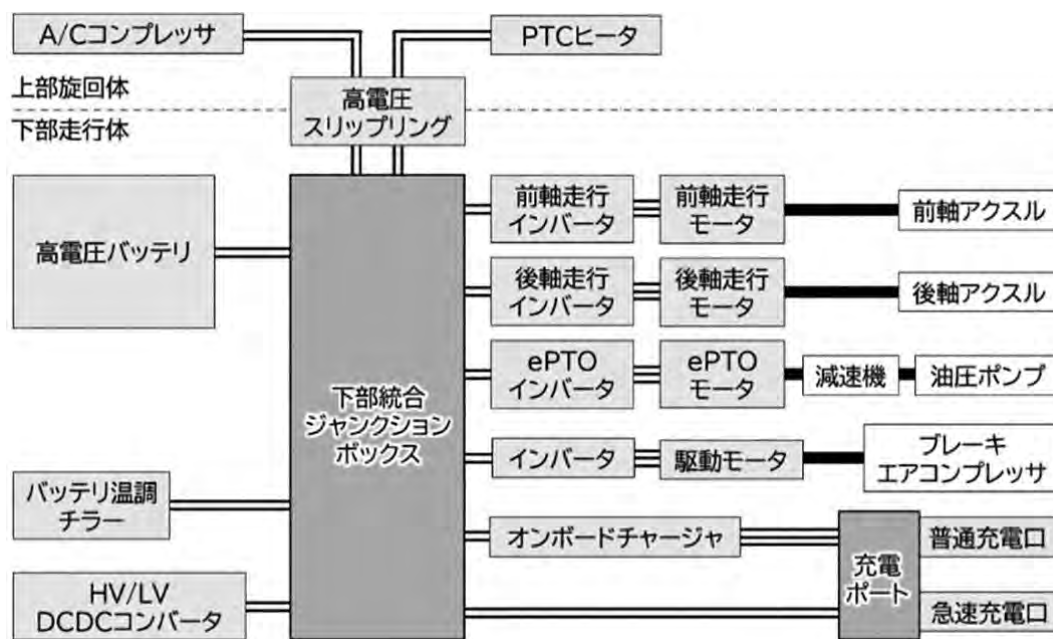 A/Cコンプレッサ
PTCヒータ
上部旋回体
高電圧
スリップリング
下部走行体
高電圧バッテリ
前軸走行
インバータ
前軸走行
モータ
前軸アクスル
後軸走行
インバータ
後軸走行
モータ
後軸アクスル
ePTO
インバータ
ePTO
モータ
減速機
油圧ポンプ
下部統合
ジャンクション
ボックス
インバータ
駆動モータ
ブレーキ
エアコンプレッサ
バッテリ温調
チラー
オンボードチャージャ
充電
ポート
普通充電口
急速充電口
HV/LV
DCDCコンバータ